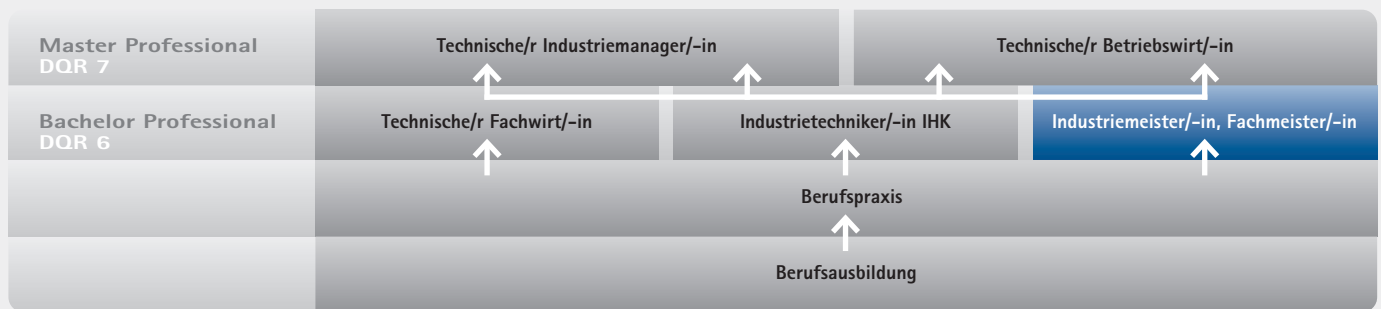 Master Professional
DQR 7
Technische/r Industriemanager/-in
Technische/r Betriebswirt/-in
Bachelor Professional
DQR 6
Technische/r Fachwirt/-in
Industrietechniker/-in IHK
Industriemeister/-in, Fachmeister/-in
Berufspraxis
Berufsausbildung